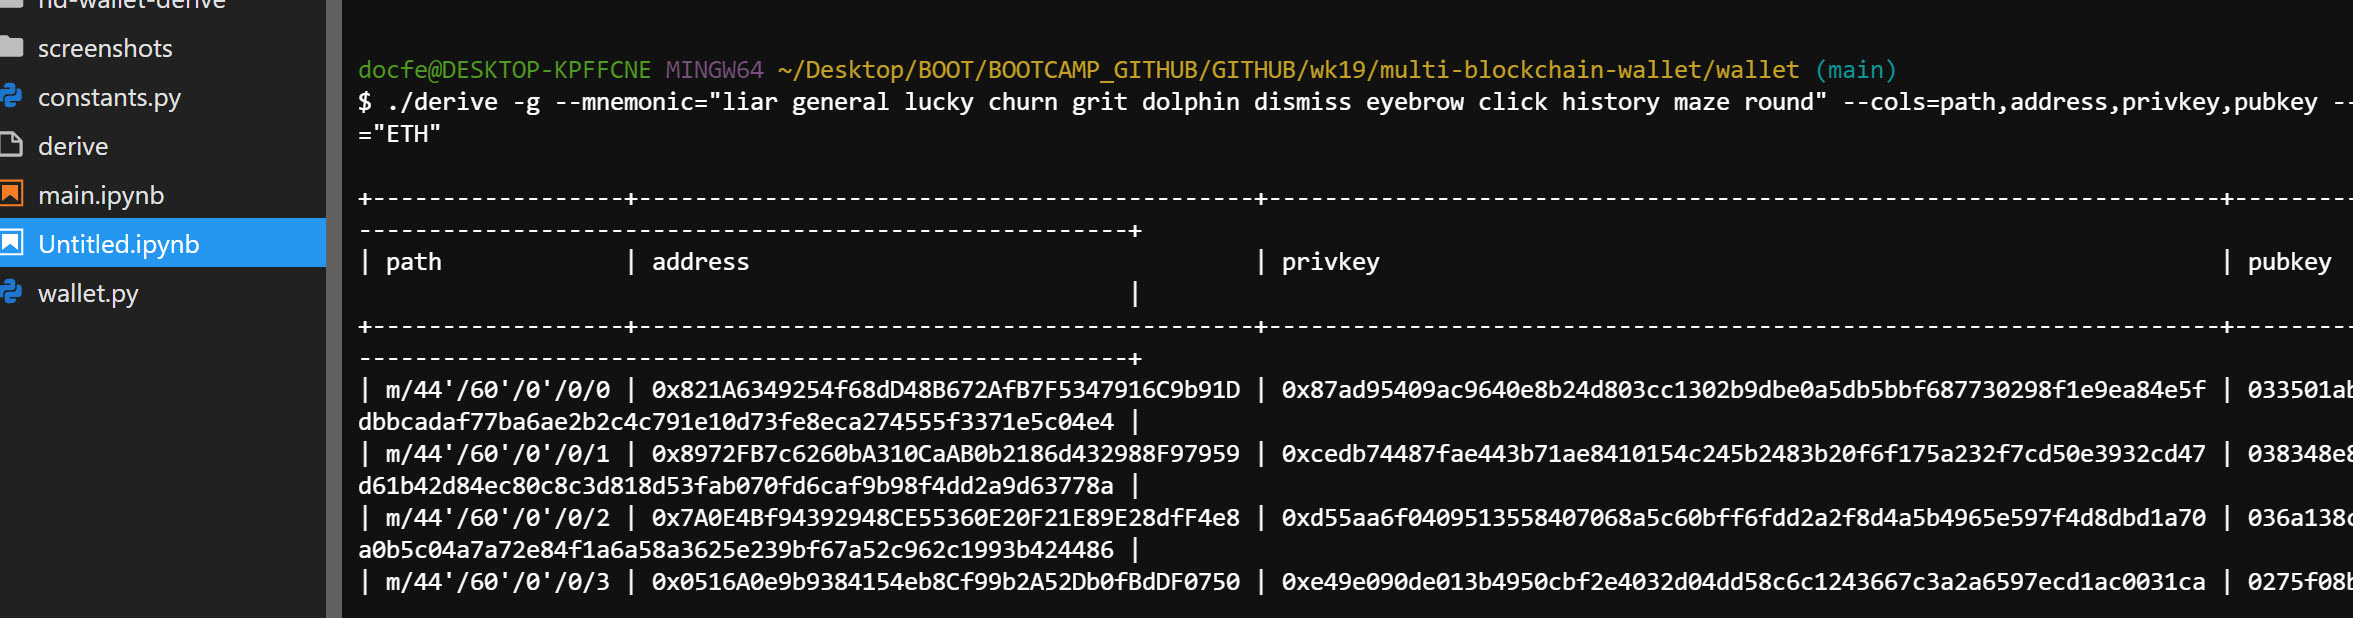 hd-wallet-derive
screenshots
constants.py
derive
main.ipynb
Untitled.ipynb
wallet.py
docfe@DESKTOP-KPFFCNE MINGW64 ~/Desktop/BOOT/BOOTCAMP_GITHUB/GITHUB/wk19/multi-blockchain-wallet/wallet (main)
$ ./derive -g --mnemonic="liar general lucky churn grit dolphin dismiss eyebrow click history maze round" --cols=path,address,privkey,pubkey --
="ETH"
| path | address | privkey | pubkey
|
| m/44'/60'/0'/0/0 | 0x821A6349254f68dD48B672AfB7F5347916C9b91D | 0x87ad95409ac9640e8b24d803cc1302b9dbe0a5db5bbf687730298f1e9ea84e5f | 033501ab
dbbcadaf77ba6ae2b2c4c791e10d73fe8eca274555f3371e5c04e4 |
| m/44'/60'/0'/0/1 | 0x8972FB7c6260bA310CaAB0b2186d432988F97959 | 0xcedb74487fae443b71ae8410154c245b2483b20f6f175a232f7cd50e3932cd47 | 038348e8
d61b42d84ec80c8c3d818d53fab070fd6caf9b98f4dd2a9d63778a |
| m/44'/60'/0'/0/2 | 0x7A0E4Bf94392948CE55360E20F21E89E28dfF4e8 | 0xd55aa6f0409513558407068a5c60bff6fdd2a2f8d4a5b4965e597f4d8dbd1a70 | 036a138c
a0b5c04a7a72e84f1a6a58a3625e239bf67a52c962c1993b424486 |
| m/44'/60'/0'/0/3 | 0x0516A0e9b9384154eb8Cf99b2A52Db0fBdDF0750 | 0xe49e090de013b4950cbf2e4032d04dd58c6c1243667c3a2a6597ecd1ac0031ca | 0275f08b